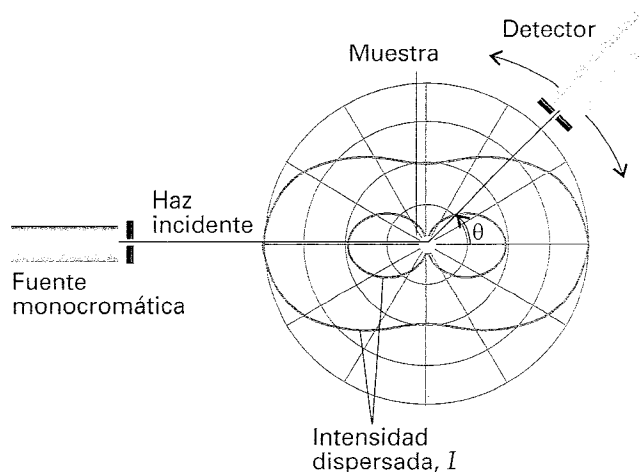 Detector
Muestra
Haz
incidente
θ
Fuente
monocromática
Intensidad
dispersada, I